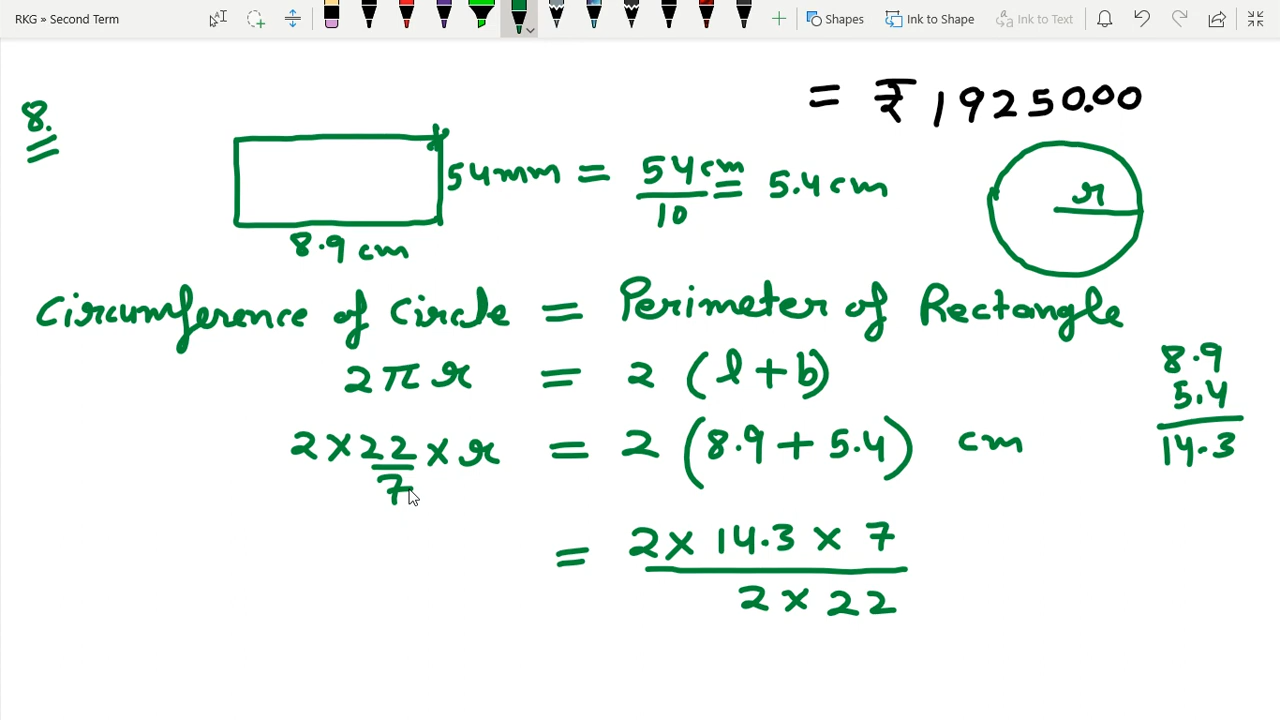 RKG » Second Term
Shapes
Ink to Shape
Ink to Text
= ₹ 19250.00
8.
54mm = 54cm/10 = 5.4 cm
r
8.9 cm
Circumference of Circle = Perimeter of Rectangle
2πr = 2 (l+b)
8.9
5.4
14.3
2 × 22/7 × r = 2 (8.9 + 5.4) cm
= 2 × 14.3 × 7 / 2 × 22